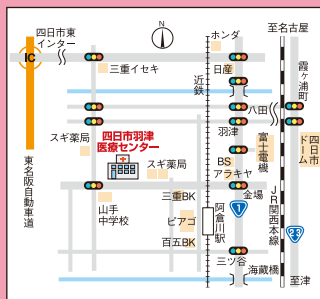 至名古屋
N
ホンダ
四日市東
インター
IC
三重イセキ
日産
近鉄
霞ヶ浦町
八田
羽津
スギ薬局
四日市羽津
医療センター
スギ薬局
BS
アラキヤ
富士電機
四日市
ドーム
東名阪自動車道
山手
中学校
三重BK
金場
阿倉川駅
ピアゴ
1
JR関西本線
23
百五BK
三ツ谷
海蔵橋
至津